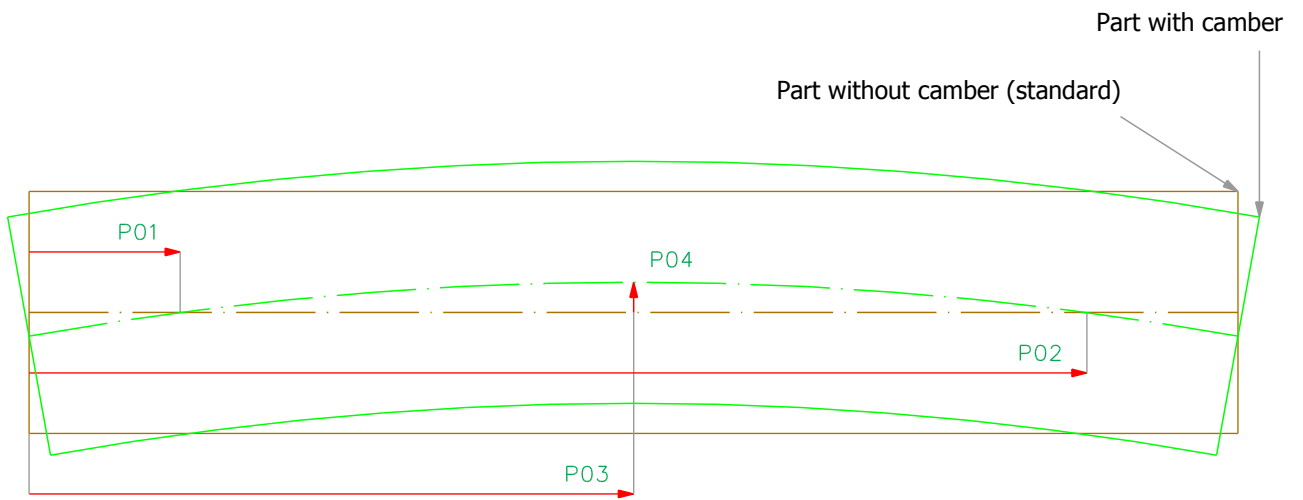 Part with camber
Part without camber (standard)
P01
P04
P02
P03